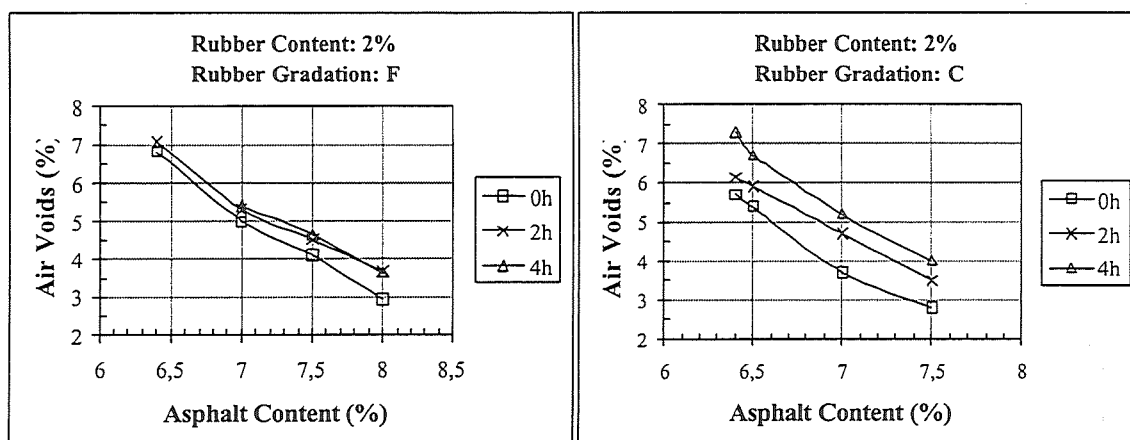 Rubber Content: 2%
Rubber Gradation: F
8
7
6
5
4
3
2
Air Voids (%)
6
6,5
7
7,5
8
8,5
Asphalt Content (%)
0h
2h
4h
Rubber Content: 2%
Rubber Gradation: C
8
7
6
5
4
3
2
Air Voids (%)
6
6,5
7
7,5
8
Asphalt Content (%)
0h
2h
4h